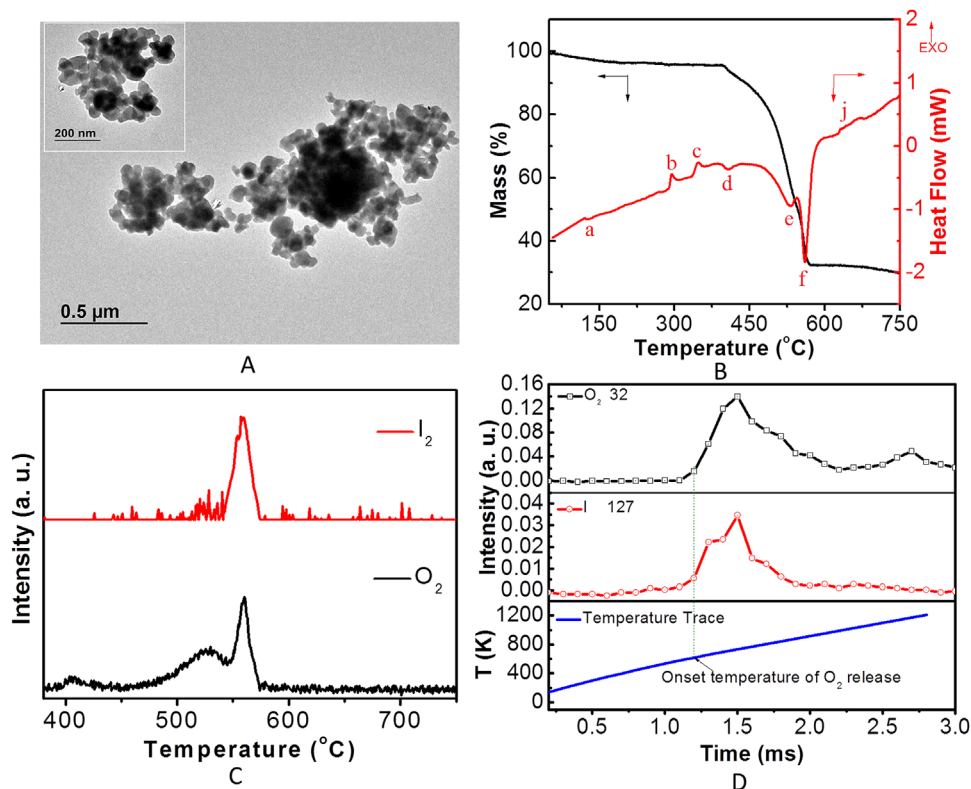 200 nm
0.5 µm
A
EXO
100
80
60
40
20
2
1
0
-1
-2
Mass (%)
Heat Flow (mW)
a
b
c
d
e
f
j
150
300
450
600
750
Temperature (°C)
B
I₂
O₂
Intensity (a. u.)
400
500
600
700
Temperature (°C)
C
O₂ 32
0.16
0.12
0.08
0.04
0.00
I 127
0.04
0.03
0.02
0.01
0.00
Intensity (a. u.)
Temperature Trace
1200
800
400
0
T (K)
Onset temperature of O₂ release
0.5
1.0
1.5
2.0
2.5
3.0
Time (ms)
D